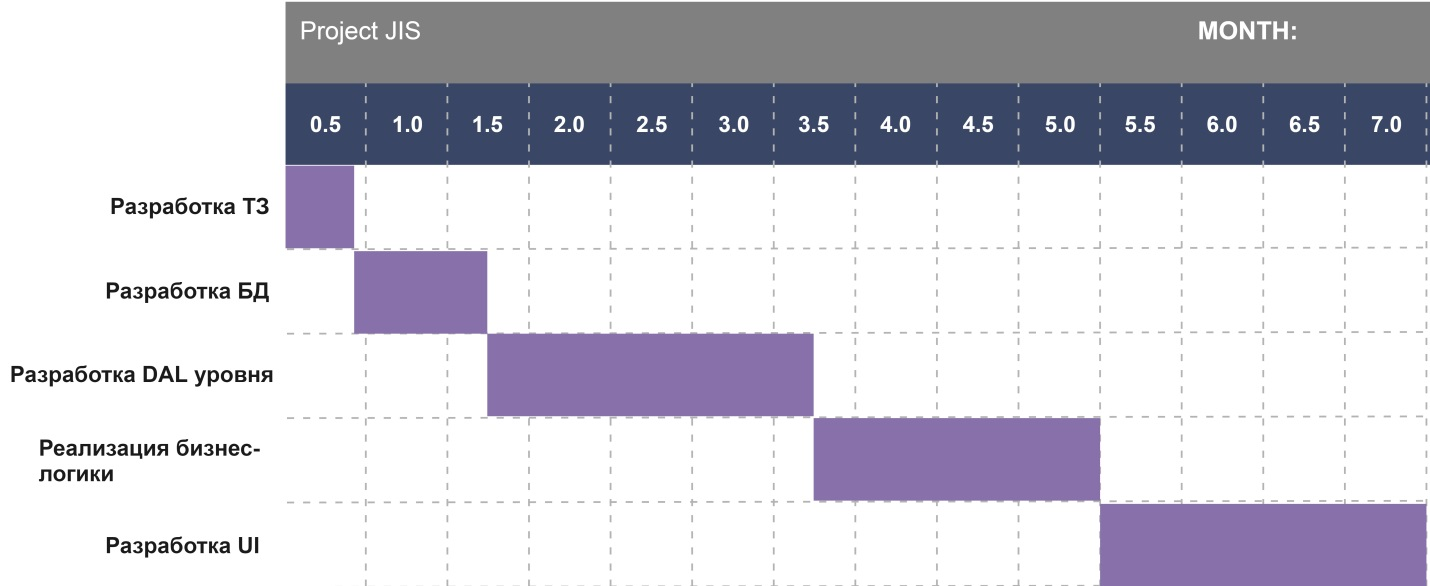 Project JIS MONTH:
0.5 1.0 1.5 2.0 2.5 3.0 3.5 4.0 4.5 5.0 5.5 6.0 6.5 7.0
Разработка ТЗ
Разработка БД
Разработка DAL уровня
Реализация бизнес-
логики
Разработка UI